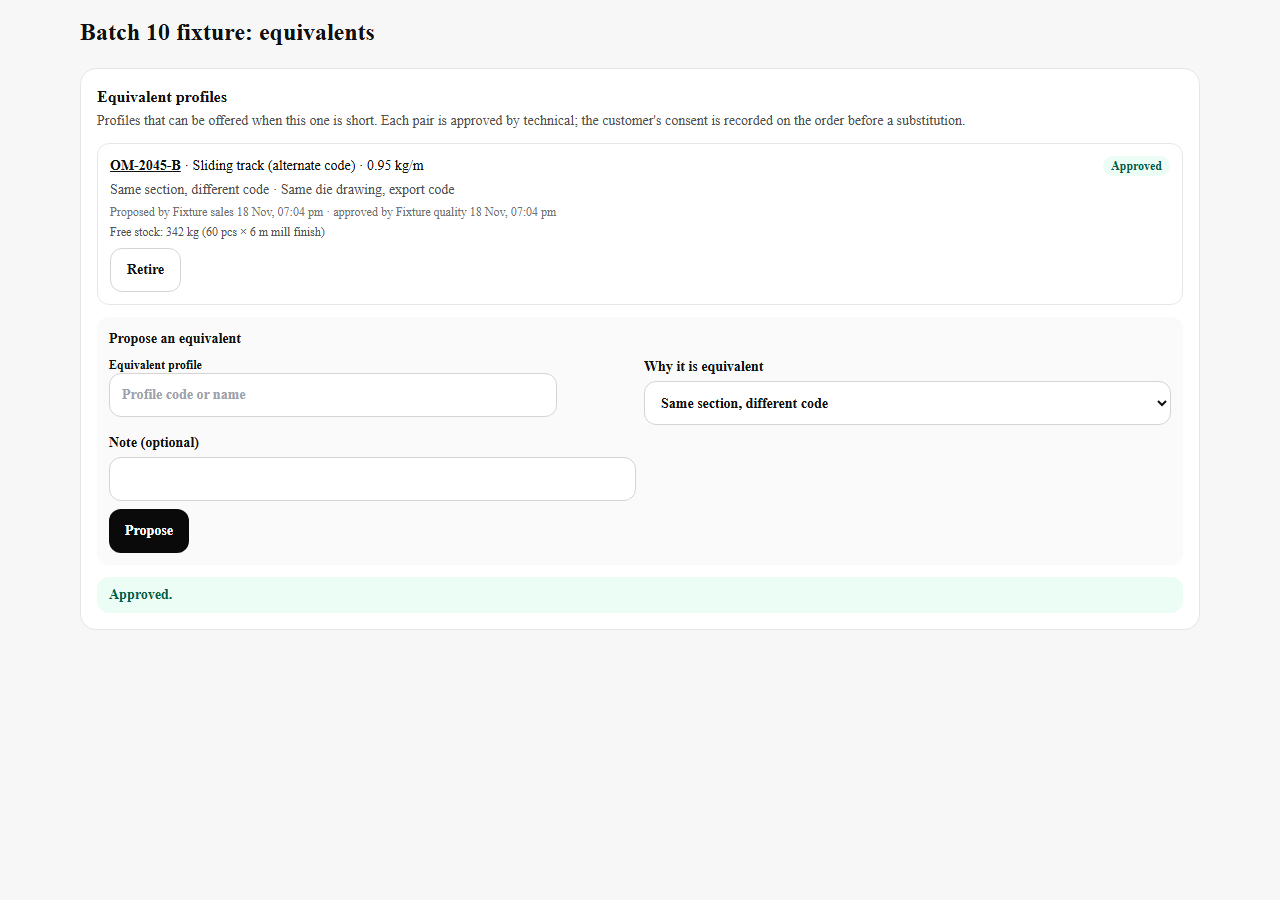 Batch 10 fixture: equivalents
Equivalent profiles
Profiles that can be offered when this one is short. Each pair is approved by technical; the customer's consent is recorded on the order before a substitution.
OM-2045-B · Sliding track (alternate code) · 0.95 kg/m
Approved
Same section, different code · Same die drawing, export code
Proposed by Fixture sales 18 Nov, 07:04 pm · approved by Fixture quality 18 Nov, 07:04 pm
Free stock: 342 kg (60 pcs × 6 m mill finish)
Retire
Propose an equivalent
Equivalent profile
Profile code or name
Why it is equivalent
Same section, different code
Note (optional)
Propose
Approved.